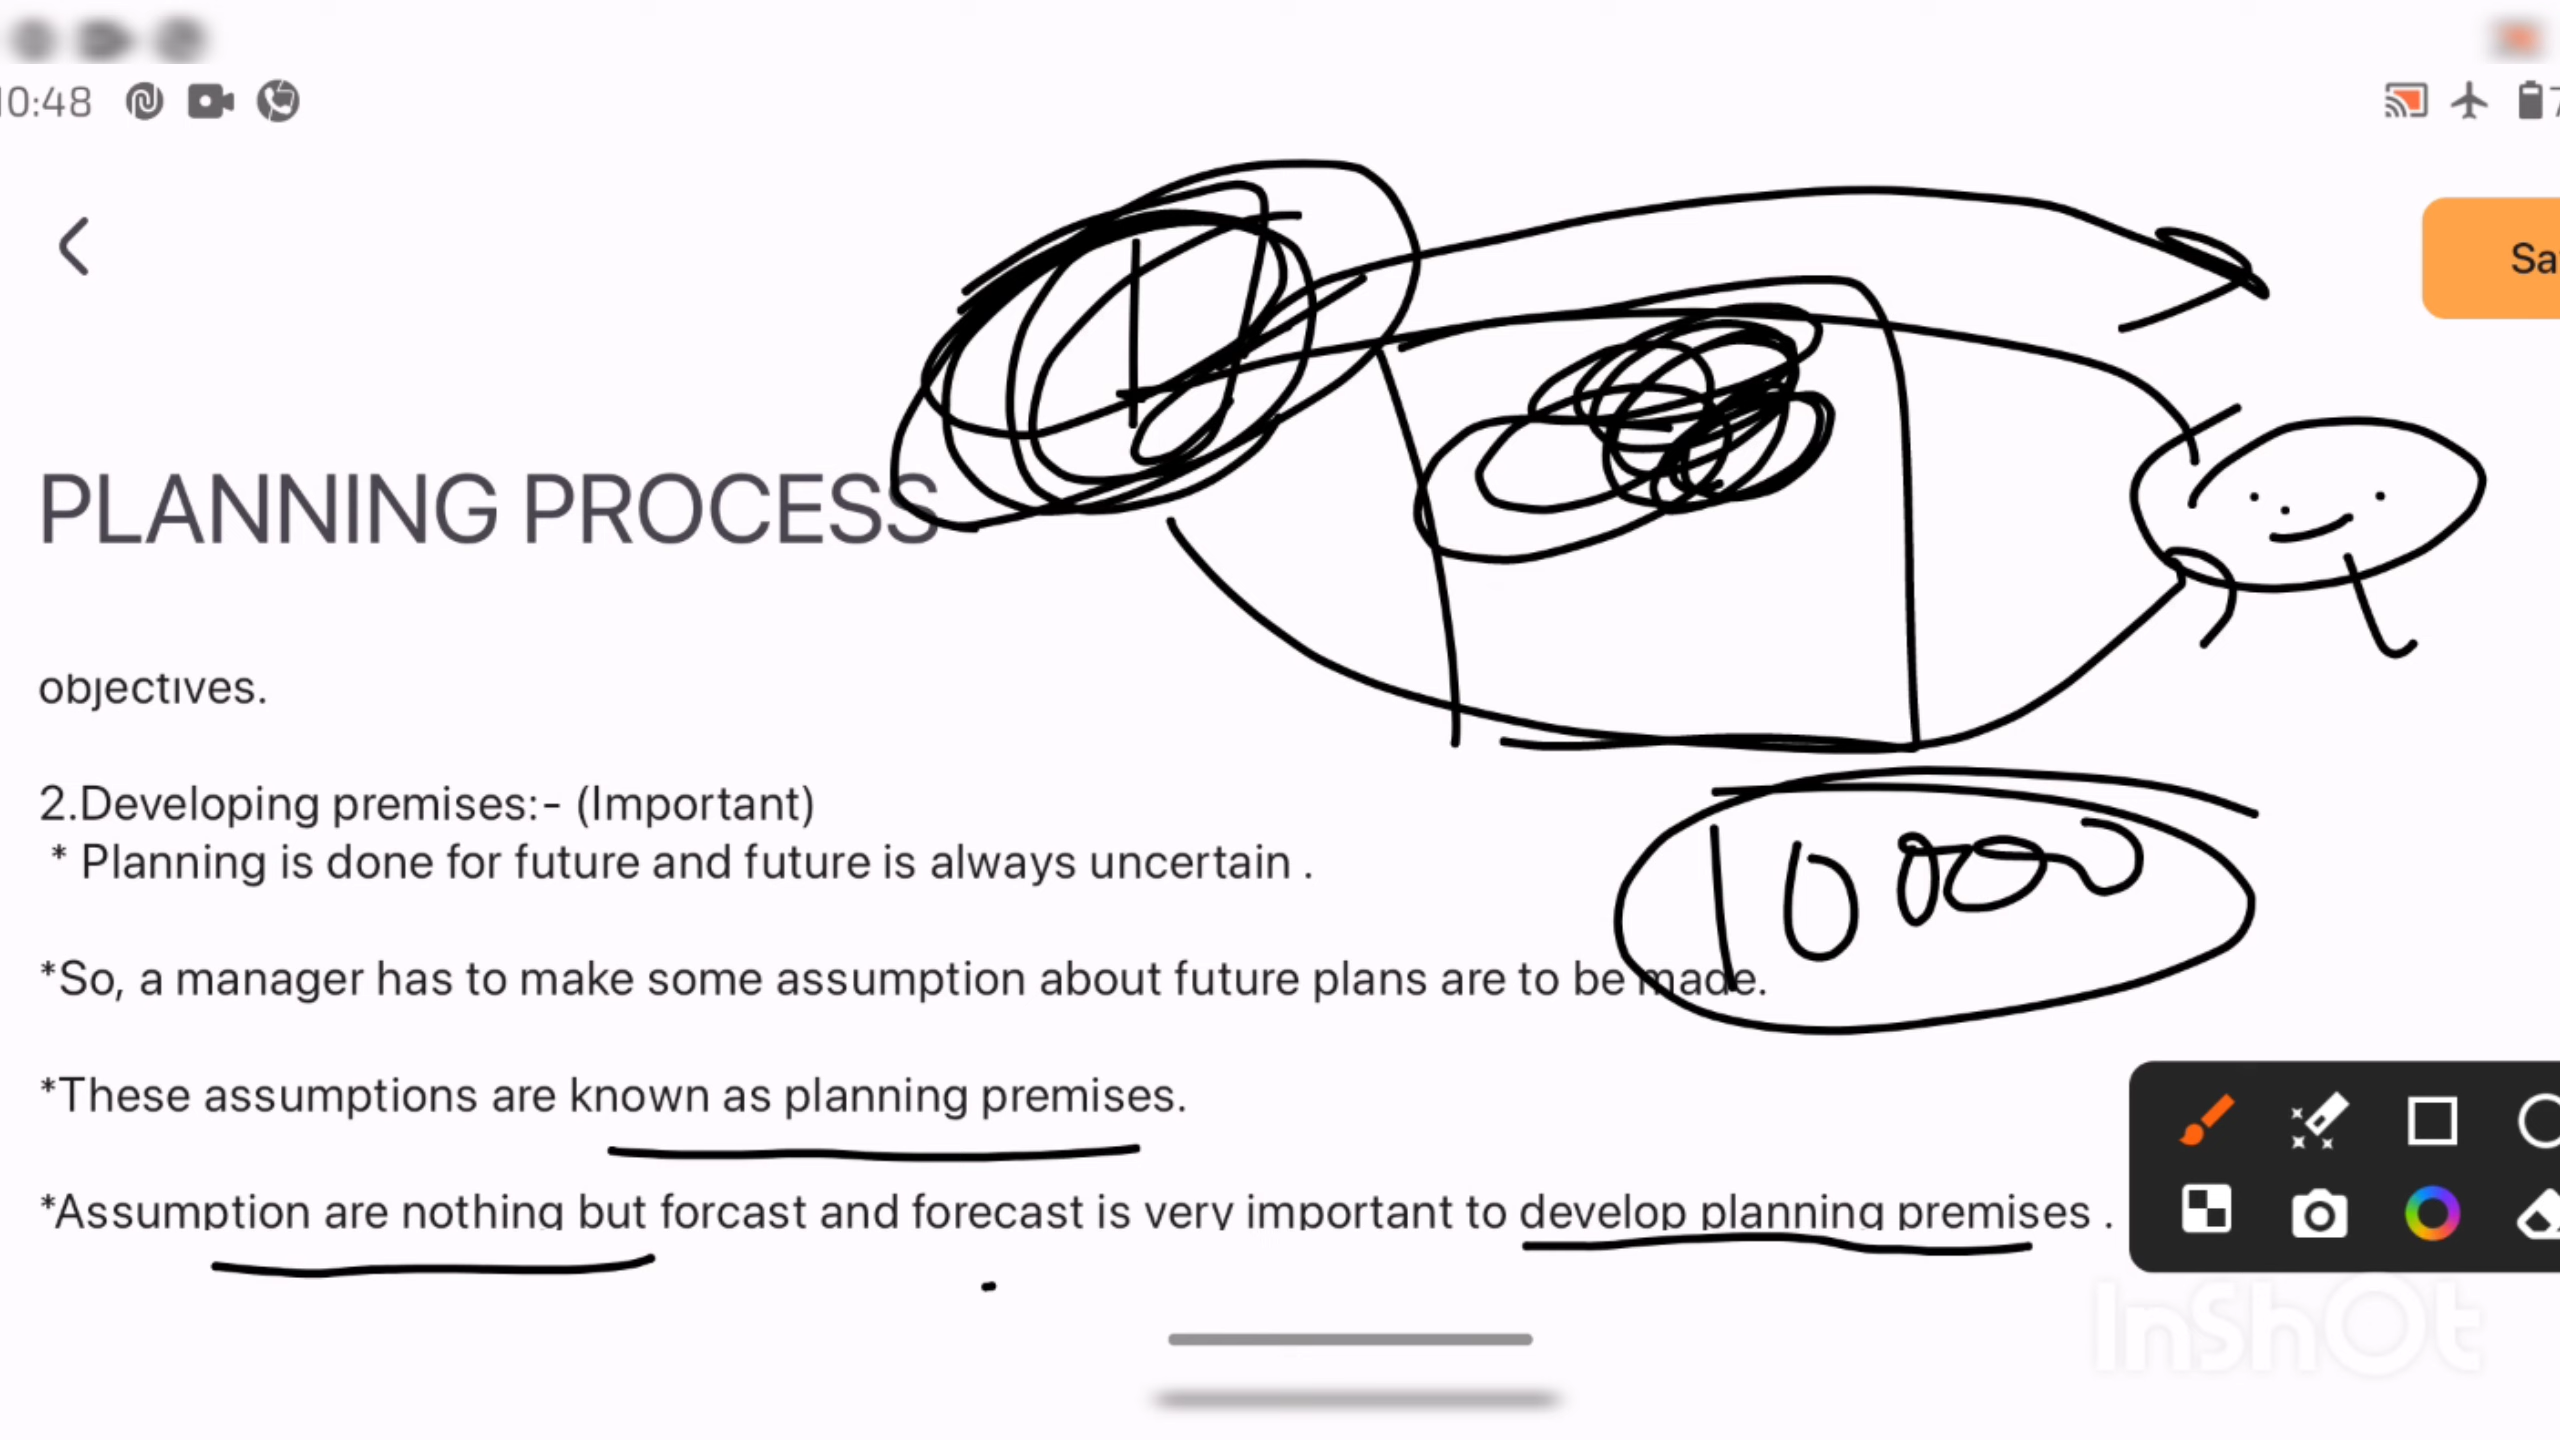 10:48
Sa
PLANNING PROCESS
objectives.
2.Developing premises:- (Important)
* Planning is done for future and future is always uncertain .
10000
*So, a manager has to make some assumption about future plans are to be made.
*These assumptions are known as planning premises.
*Assumption are nothing but forcast and forecast is very important to develop planning premises .
InShOt